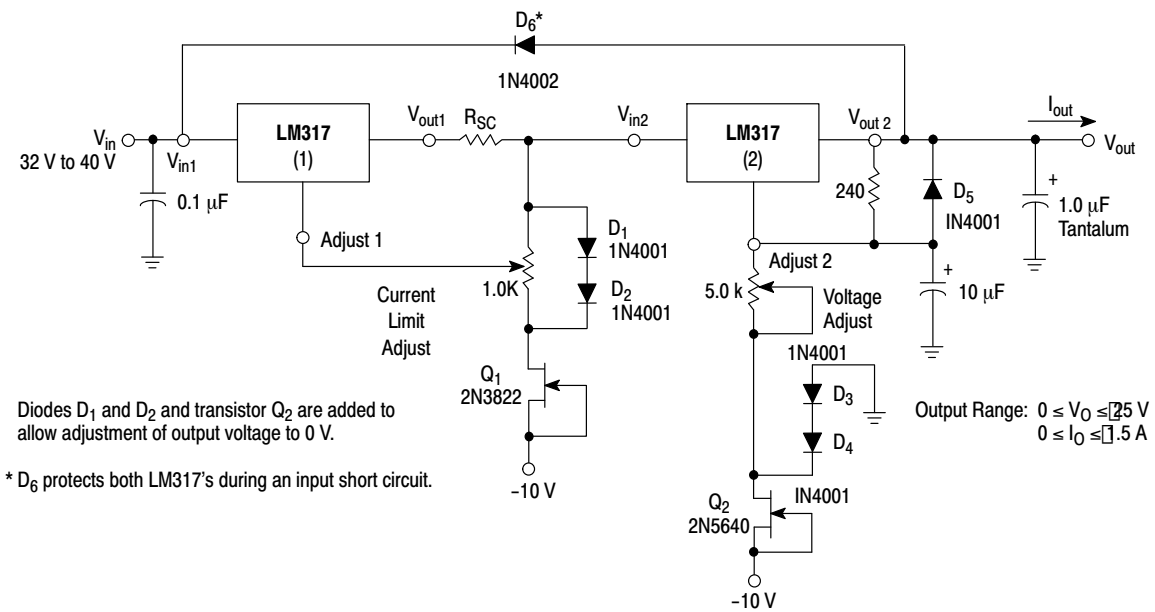 D6*
1N4002
Vin
32 V to 40 V
Vin1
0.1 μF
LM317
(1)
Vout1
RSC
Vin2
LM317
(2)
Vout 2
Iout
Vout
240
D5
IN4001
+
1.0 μF
Tantalum
Adjust 1
D1
1N4001
1.0K
D2
1N4001
Current
Limit
Adjust
Adjust 2
5.0 k
Voltage
Adjust
+
10 μF
1N4001
D3
D4
IN4001
Q1
2N3822
–10 V
Q2
2N5640
–10 V
Diodes D1 and D2 and transistor Q2 are added to
allow adjustment of output voltage to 0 V.
* D6 protects both LM317's during an input short circuit.
Output Range: 0 ≤ VO ≤ 25 V
0 ≤ IO ≤ 1.5 A